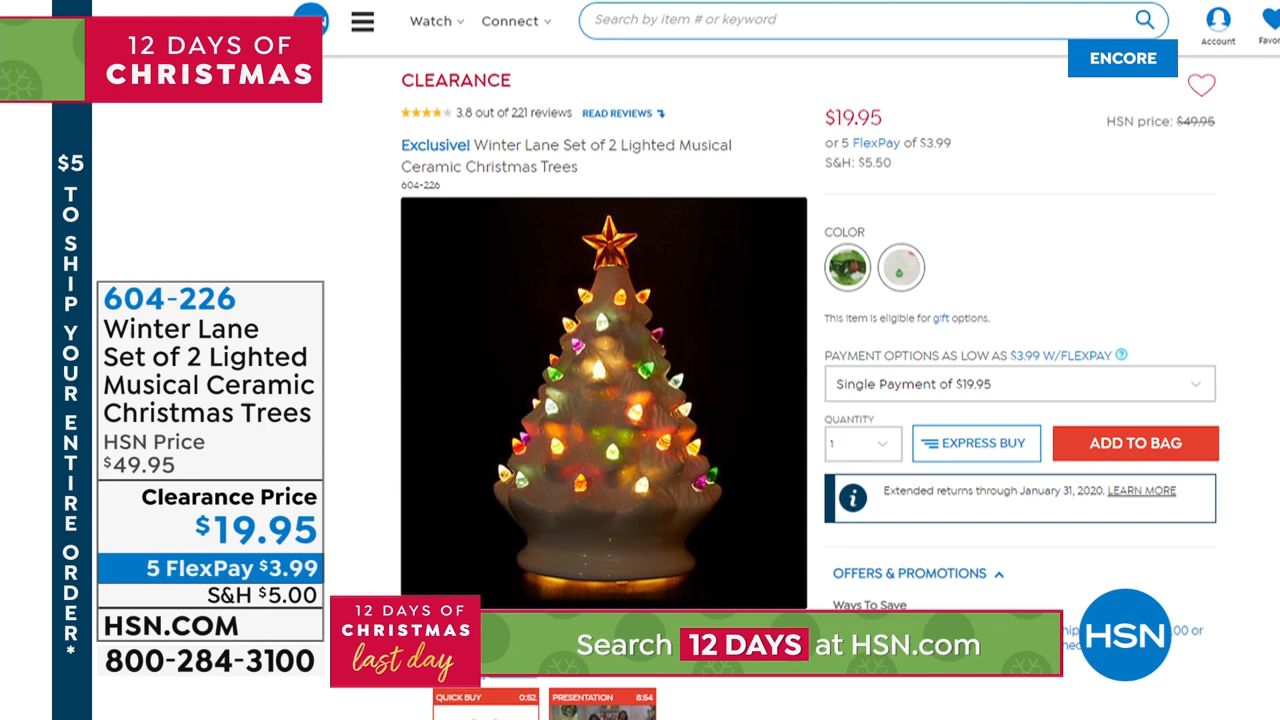 12 DAYS OF
CHRISTMAS
$5 TO SHIP YOUR ENTIRE ORDER*
604-226
Winter Lane
Set of 2 Lighted
Musical Ceramic
Christmas Trees
HSN Price
$49.95
Clearance Price
$19.95
5 FlexPay $3.99
S&H $5.00
HSN.COM
800-284-3100
Watch
Connect
Search by item # or keyword
Account
ENCORE
CLEARANCE
3.8 out of 221 reviews READ REVIEWS
Exclusive! Winter Lane Set of 2 Lighted Musical
Ceramic Christmas Trees
604-226
$19.95
HSN price: $49.95
or 5 FlexPay of $3.99
S&H: $5.50
COLOR
This item is eligible for gift options.
PAYMENT OPTIONS AS LOW AS $3.99 W/FLEXPAY
Single Payment of $19.95
QUANTITY
1
EXPRESS BUY
ADD TO BAG
Extended returns through January 31, 2020. LEARN MORE
OFFERS & PROMOTIONS
Ways To Save
12 DAYS OF
CHRISTMAS
last day
Search 12 DAYS at HSN.com
HSN
QUICK BUY 0:52
PRESENTATION 8:54